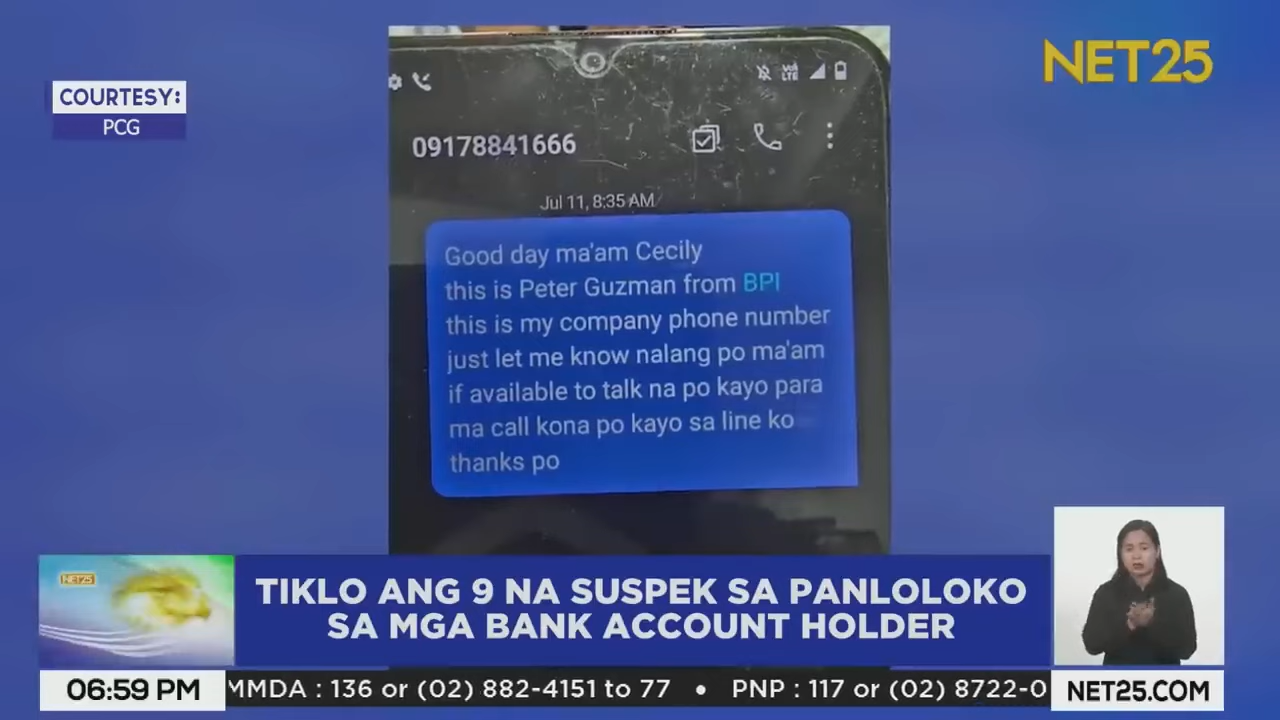 NET25
COURTESY:
PCG
VoLTE
09178841666
Jul 11, 8:35 AM
Good day ma'am Cecily
this is Peter Guzman from BPI
this is my company phone number
just let me know nalang po ma'am
if available to talk na po kayo para
ma call kona po kayo sa line ko
thanks po
NET25
TIKLO ANG 9 NA SUSPEK SA PANLOLOKO
SA MGA BANK ACCOUNT HOLDER
06:59 PM
MMDA : 136 or (02) 882-4151 to 77 • PNP : 117 or (02) 8722-0
NET25.COM